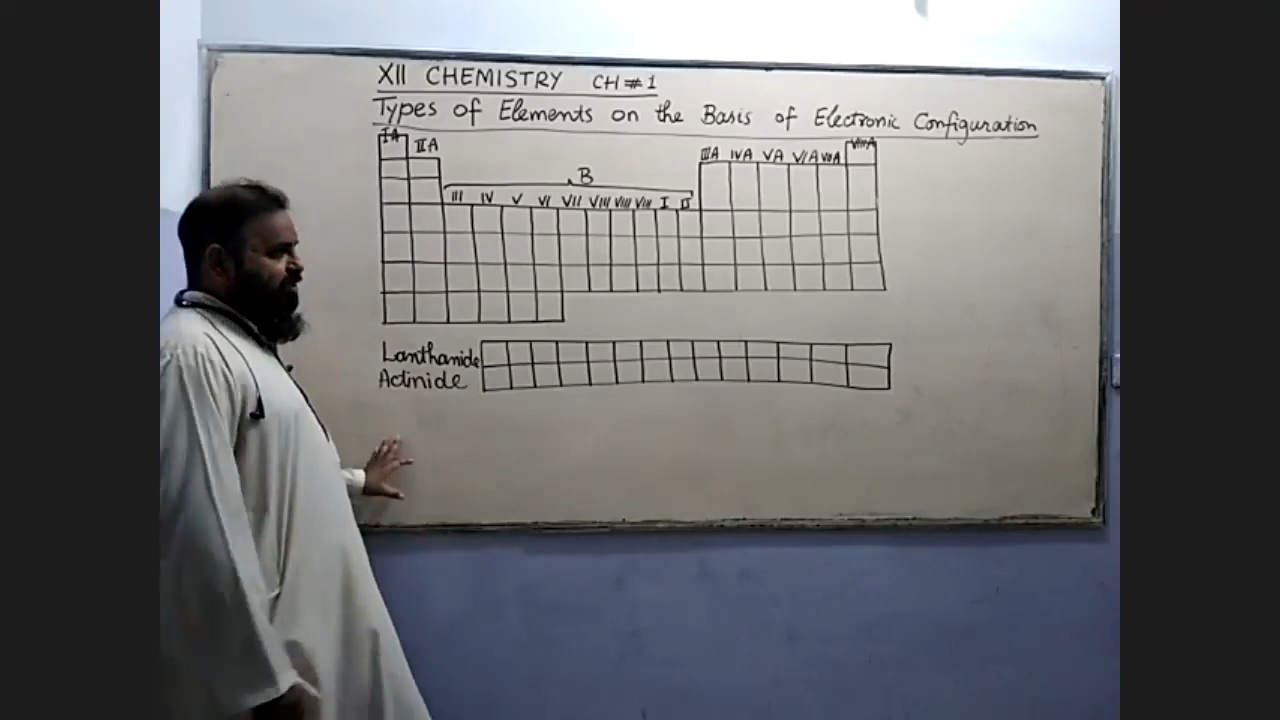 XII CHEMISTRY CH # 1
Types of Elements on the Basis of Electronic Configuration
IA IIA IIIA IVA VA VIA VIIA VIIIA
B
III IV V VI VII VIII VIII VIII I II
Lanthanide
Actinide